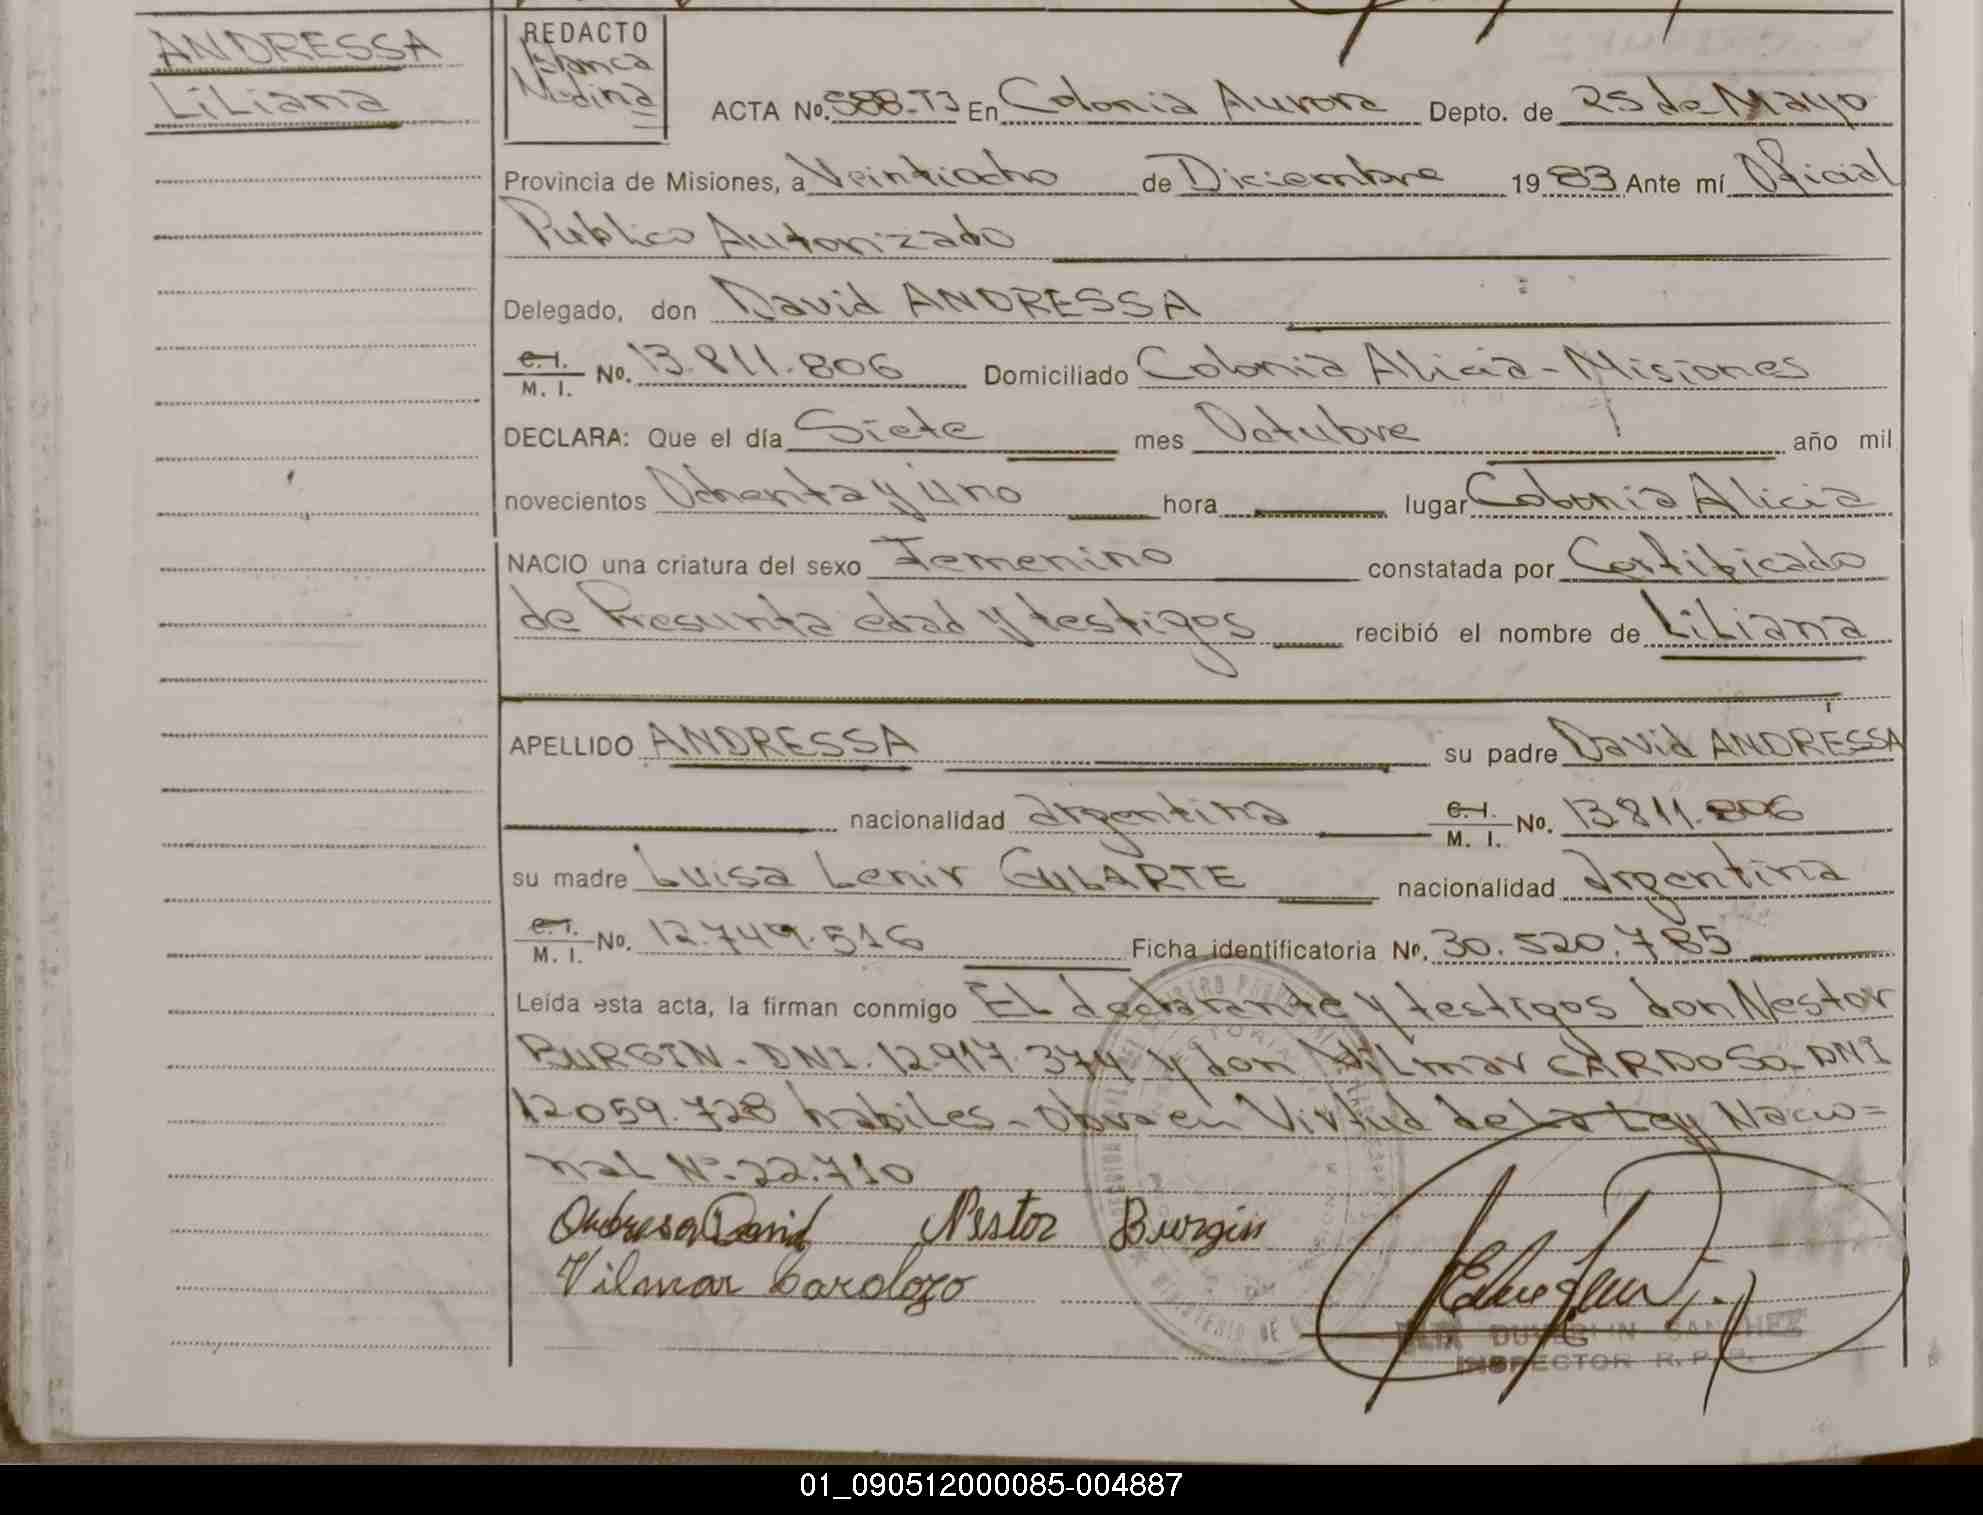 ANDRESSA
LiLiana
REDACTO
Blanca
Medina
ACTA No. 588-T3 En Colonia Aurora Depto. de 25 de Mayo
Provincia de Misiones, a Veintiocho de Diciembre 19 83 Ante mí Oficial
Publico Autorizado
Delegado, don David ANDRESSA
C. I. M. I. No. 13.811.806 Domiciliado Colonia Alicia - Misiones
DECLARA: Que el día Siete mes Octubre año mil
novecientos Ochenta y Uno hora lugar Colonia Alicia
NACIO una criatura del sexo Femenino constatada por Certificado
de Presunta edad y testigos recibió el nombre de LiLiana
APELLIDO ANDRESSA su padre David ANDRESSA
nacionalidad argentina C. I. M. I. No. 13.811.806
su madre Luisa Lenir GULARTE nacionalidad argentina
C. I. M. I. No. 12.749.516 Ficha identificatoria No. 30.520.785
Leída esta acta, la firman conmigo EL declarante y testigos don Nestor
BURGIN - DNI. 12.917.374 y don ViLmar CARDOSO - DNI
12.059.728 habiles - obra en Virtud de La Ley Nacio=
naL Nº 22.710
Andresa David Nestor Burgin
Vilmar Cardozo
SANCHEZ
INSPECTOR R. P. P.
01_090512000085-004887